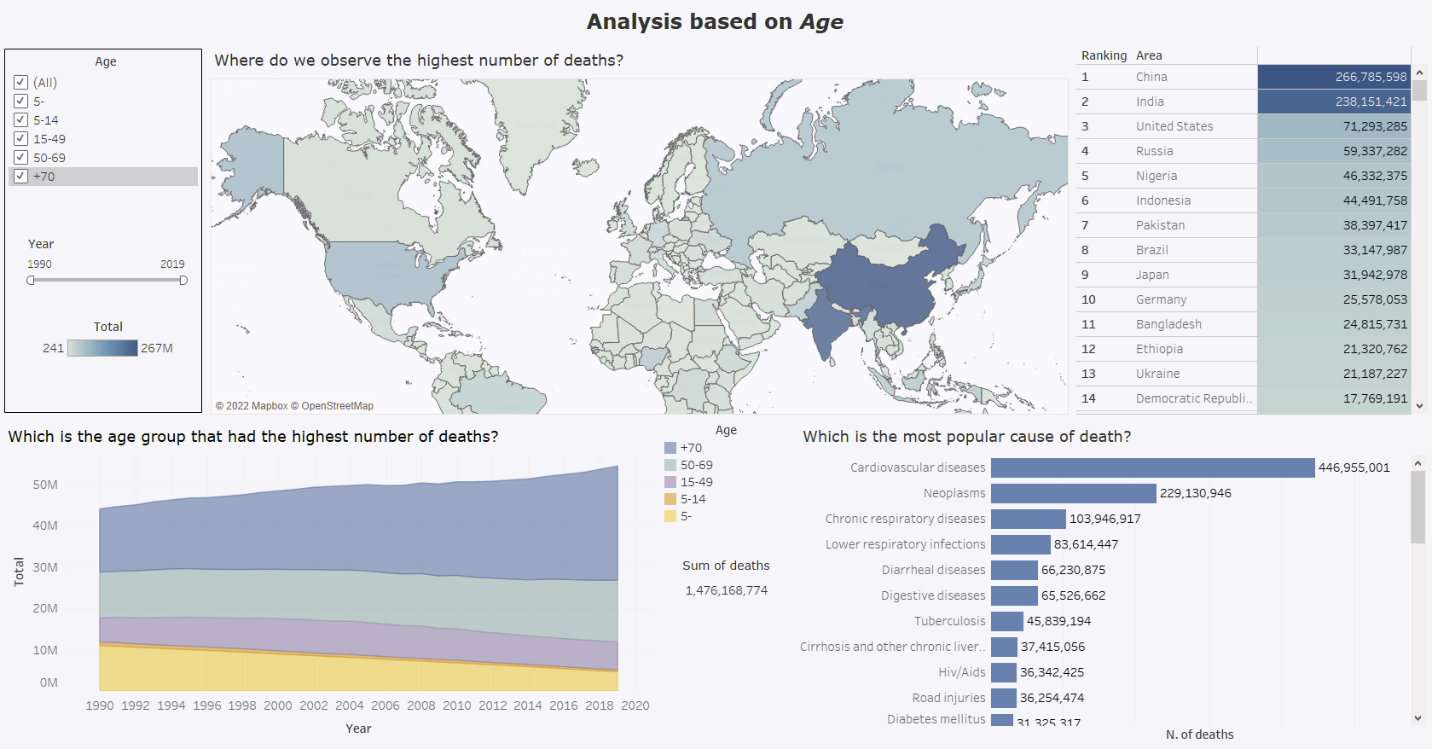 Analysis based on Age
Age
(All)
5-
5-14
15-49
50-69
+70
Year
1990 2019
Total
241 267M
Where do we observe the highest number of deaths?
© 2022 Mapbox © OpenStreetMap
Ranking Area
1 China 266,785,598
2 India 238,151,421
3 United States 71,293,285
4 Russia 59,337,282
5 Nigeria 46,332,375
6 Indonesia 44,491,758
7 Pakistan 38,397,417
8 Brazil 33,147,987
9 Japan 31,942,978
10 Germany 25,578,053
11 Bangladesh 24,815,731
12 Ethiopia 21,320,762
13 Ukraine 21,187,227
14 Democratic Republi.. 17,769,191
Which is the age group that had the highest number of deaths?
Total
50M
40M
30M
20M
10M
0M
1990 1992 1994 1996 1998 2000 2002 2004 2006 2008 2010 2012 2014 2016 2018 2020
Year
Age
+70
50-69
15-49
5-14
5-
Sum of deaths
1,476,168,774
Which is the most popular cause of death?
Cardiovascular diseases 446,955,001
Neoplasms 229,130,946
Chronic respiratory diseases 103,946,917
Lower respiratory infections 83,614,447
Diarrheal diseases 66,230,875
Digestive diseases 65,526,662
Tuberculosis 45,839,194
Cirrhosis and other chronic liver.. 37,415,056
Hiv/Aids 36,342,425
Road injuries 36,254,474
Diabetes mellitus 31,325,317
N. of deaths